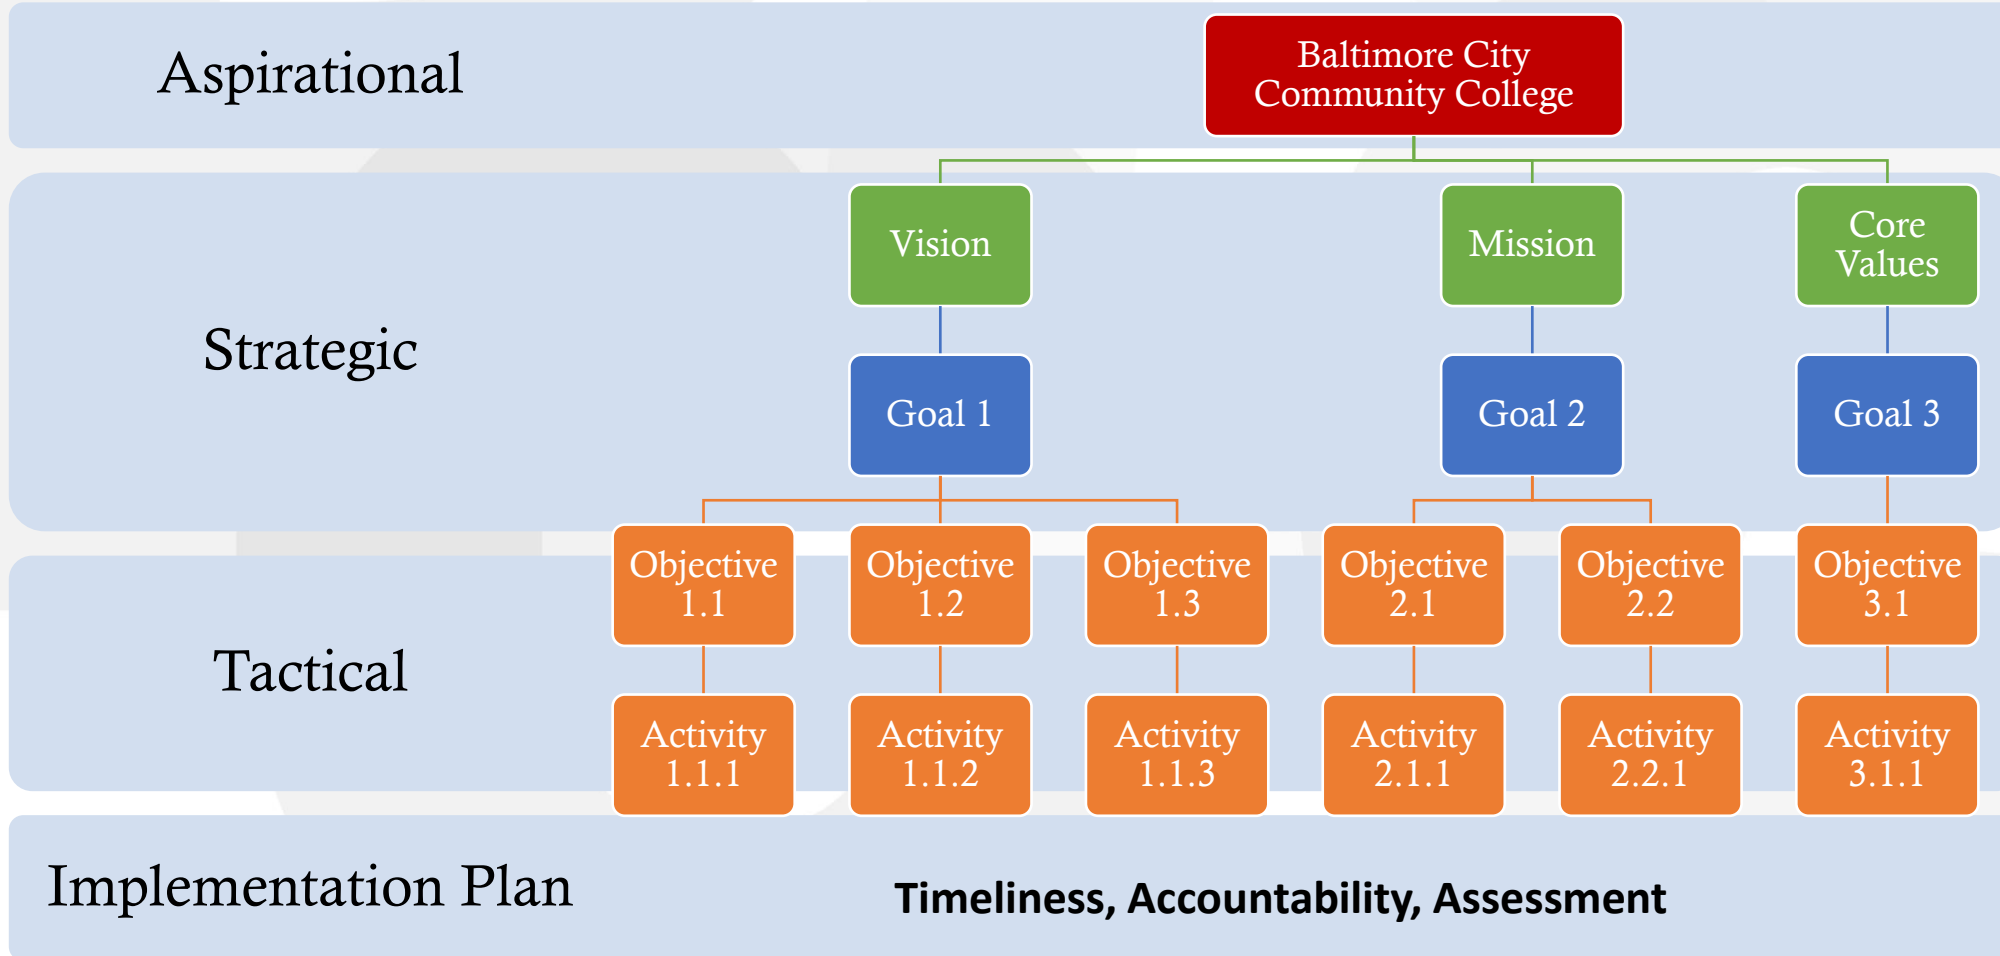 Aspirational
Baltimore City
Community College
Strategic
Vision
Mission
Core
Values
Goal 1
Goal 2
Goal 3
Tactical
Objective
1.1
Objective
1.2
Objective
1.3
Objective
2.1
Objective
2.2
Objective
3.1
Activity
1.1.1
Activity
1.1.2
Activity
1.1.3
Activity
2.1.1
Activity
2.2.1
Activity
3.1.1
Implementation Plan
Timeliness, Accountability, Assessment